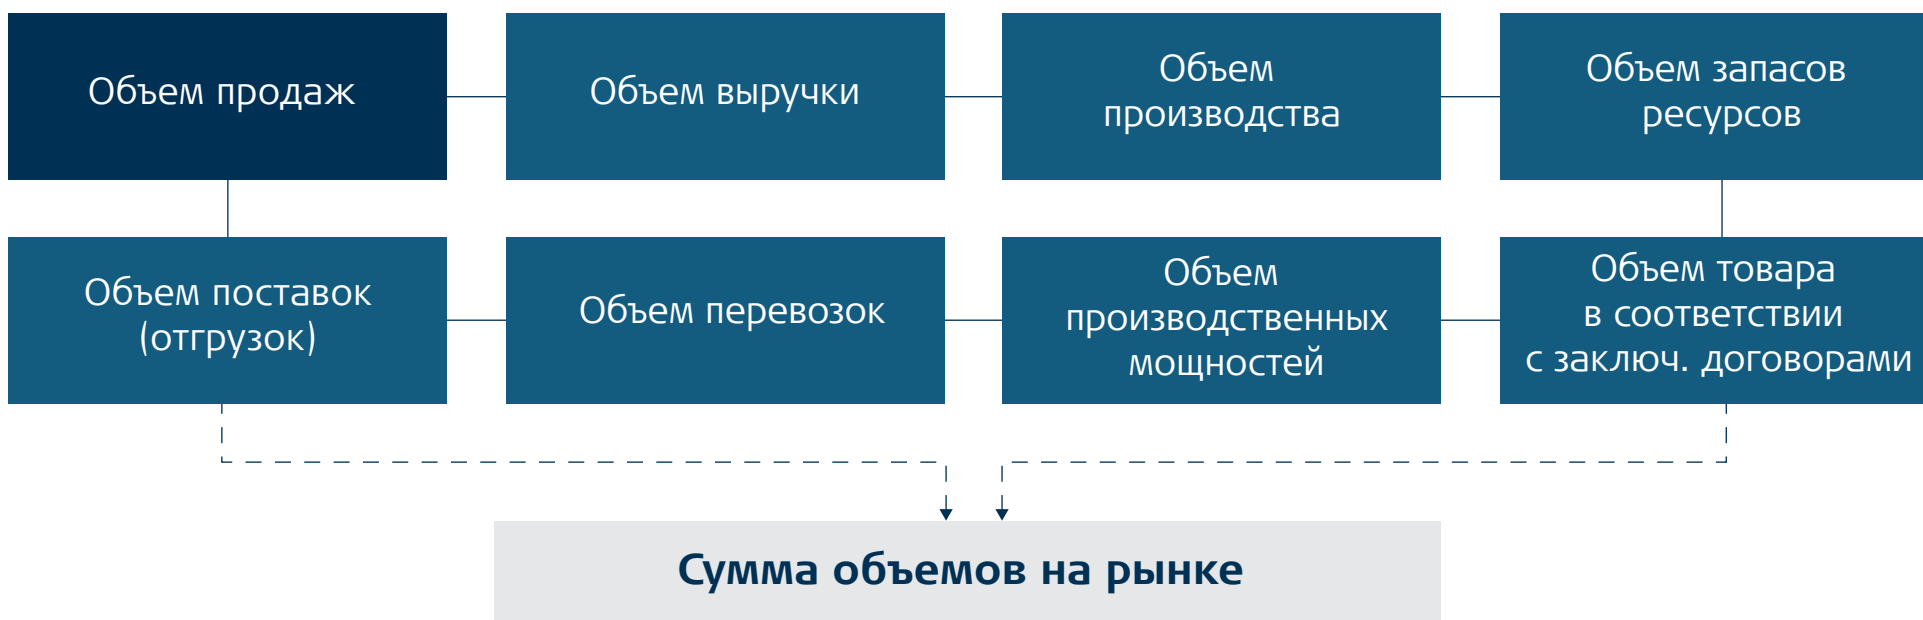 Объем продаж
Объем выручки
Объем
производства
Объем запасов
ресурсов
Объем поставок
(отгрузок)
Объем перевозок
Объем
производственных
мощностей
Объем товара
в соответствии
с заключ. договорами
Сумма объемов на рынке